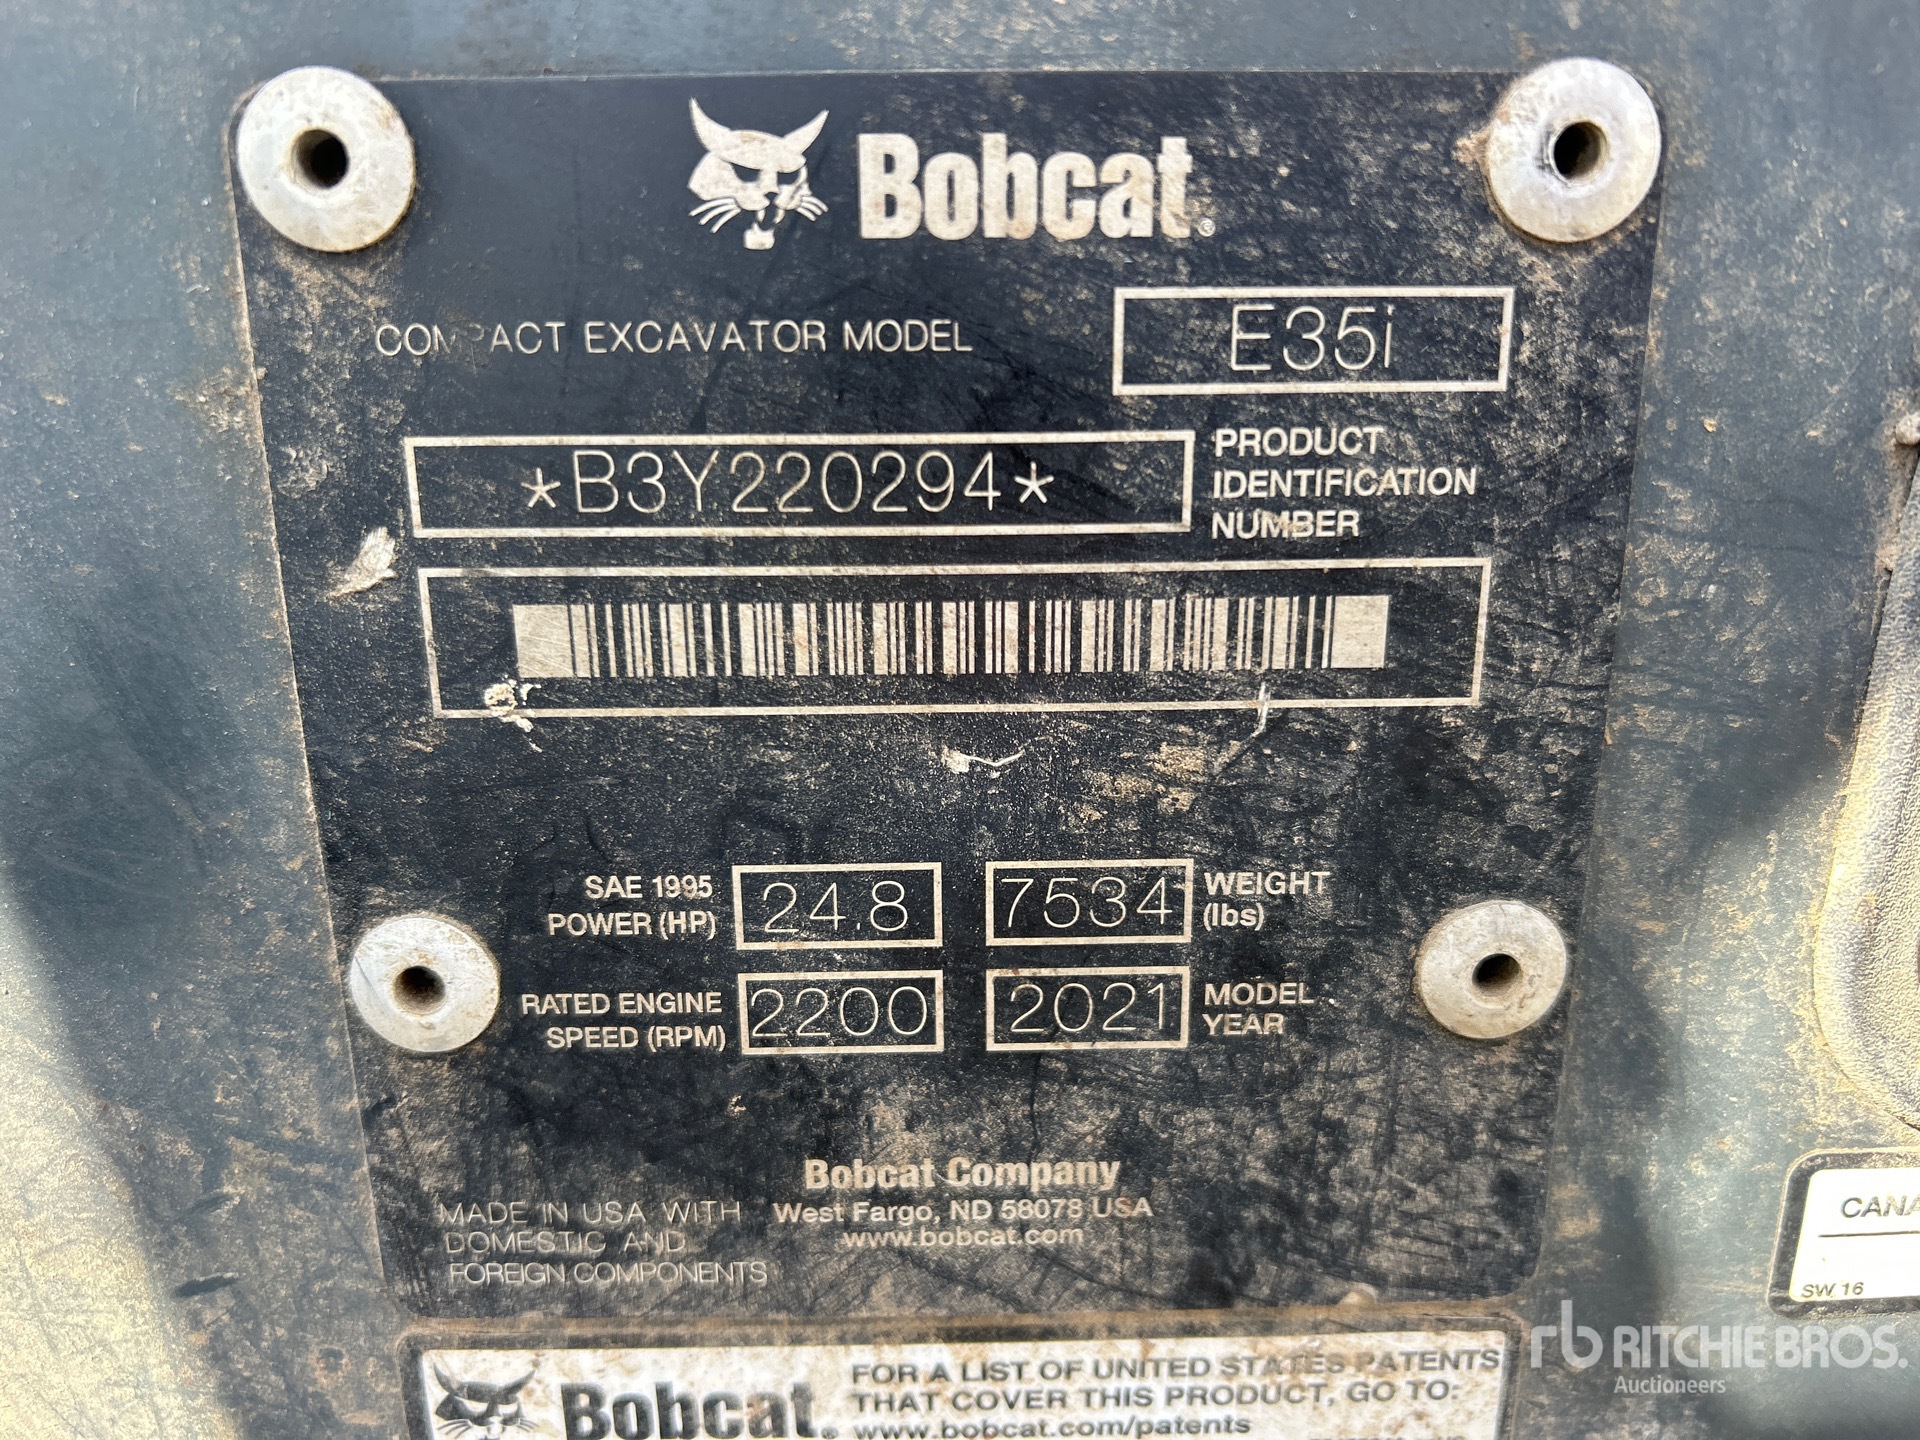 Bobcat®
COMPACT EXCAVATOR MODEL E35i
*B3Y220294*
PRODUCT
IDENTIFICATION
NUMBER
SAE 1995
POWER (HP) 24.8
7534 WEIGHT
(lbs)
RATED ENGINE
SPEED (RPM) 2200
2021 MODEL
YEAR
Bobcat Company
West Fargo, ND 58078 USA
www.bobcat.com
MADE IN USA WITH
DOMESTIC AND
FOREIGN COMPONENTS
CANA
SW 16
Bobcat.
FOR A LIST OF UNITED STATES PATENTS
THAT COVER THIS PRODUCT, GO TO:
www.bobcat.com/patents
rb RITCHIE BROS.
Auctioneers